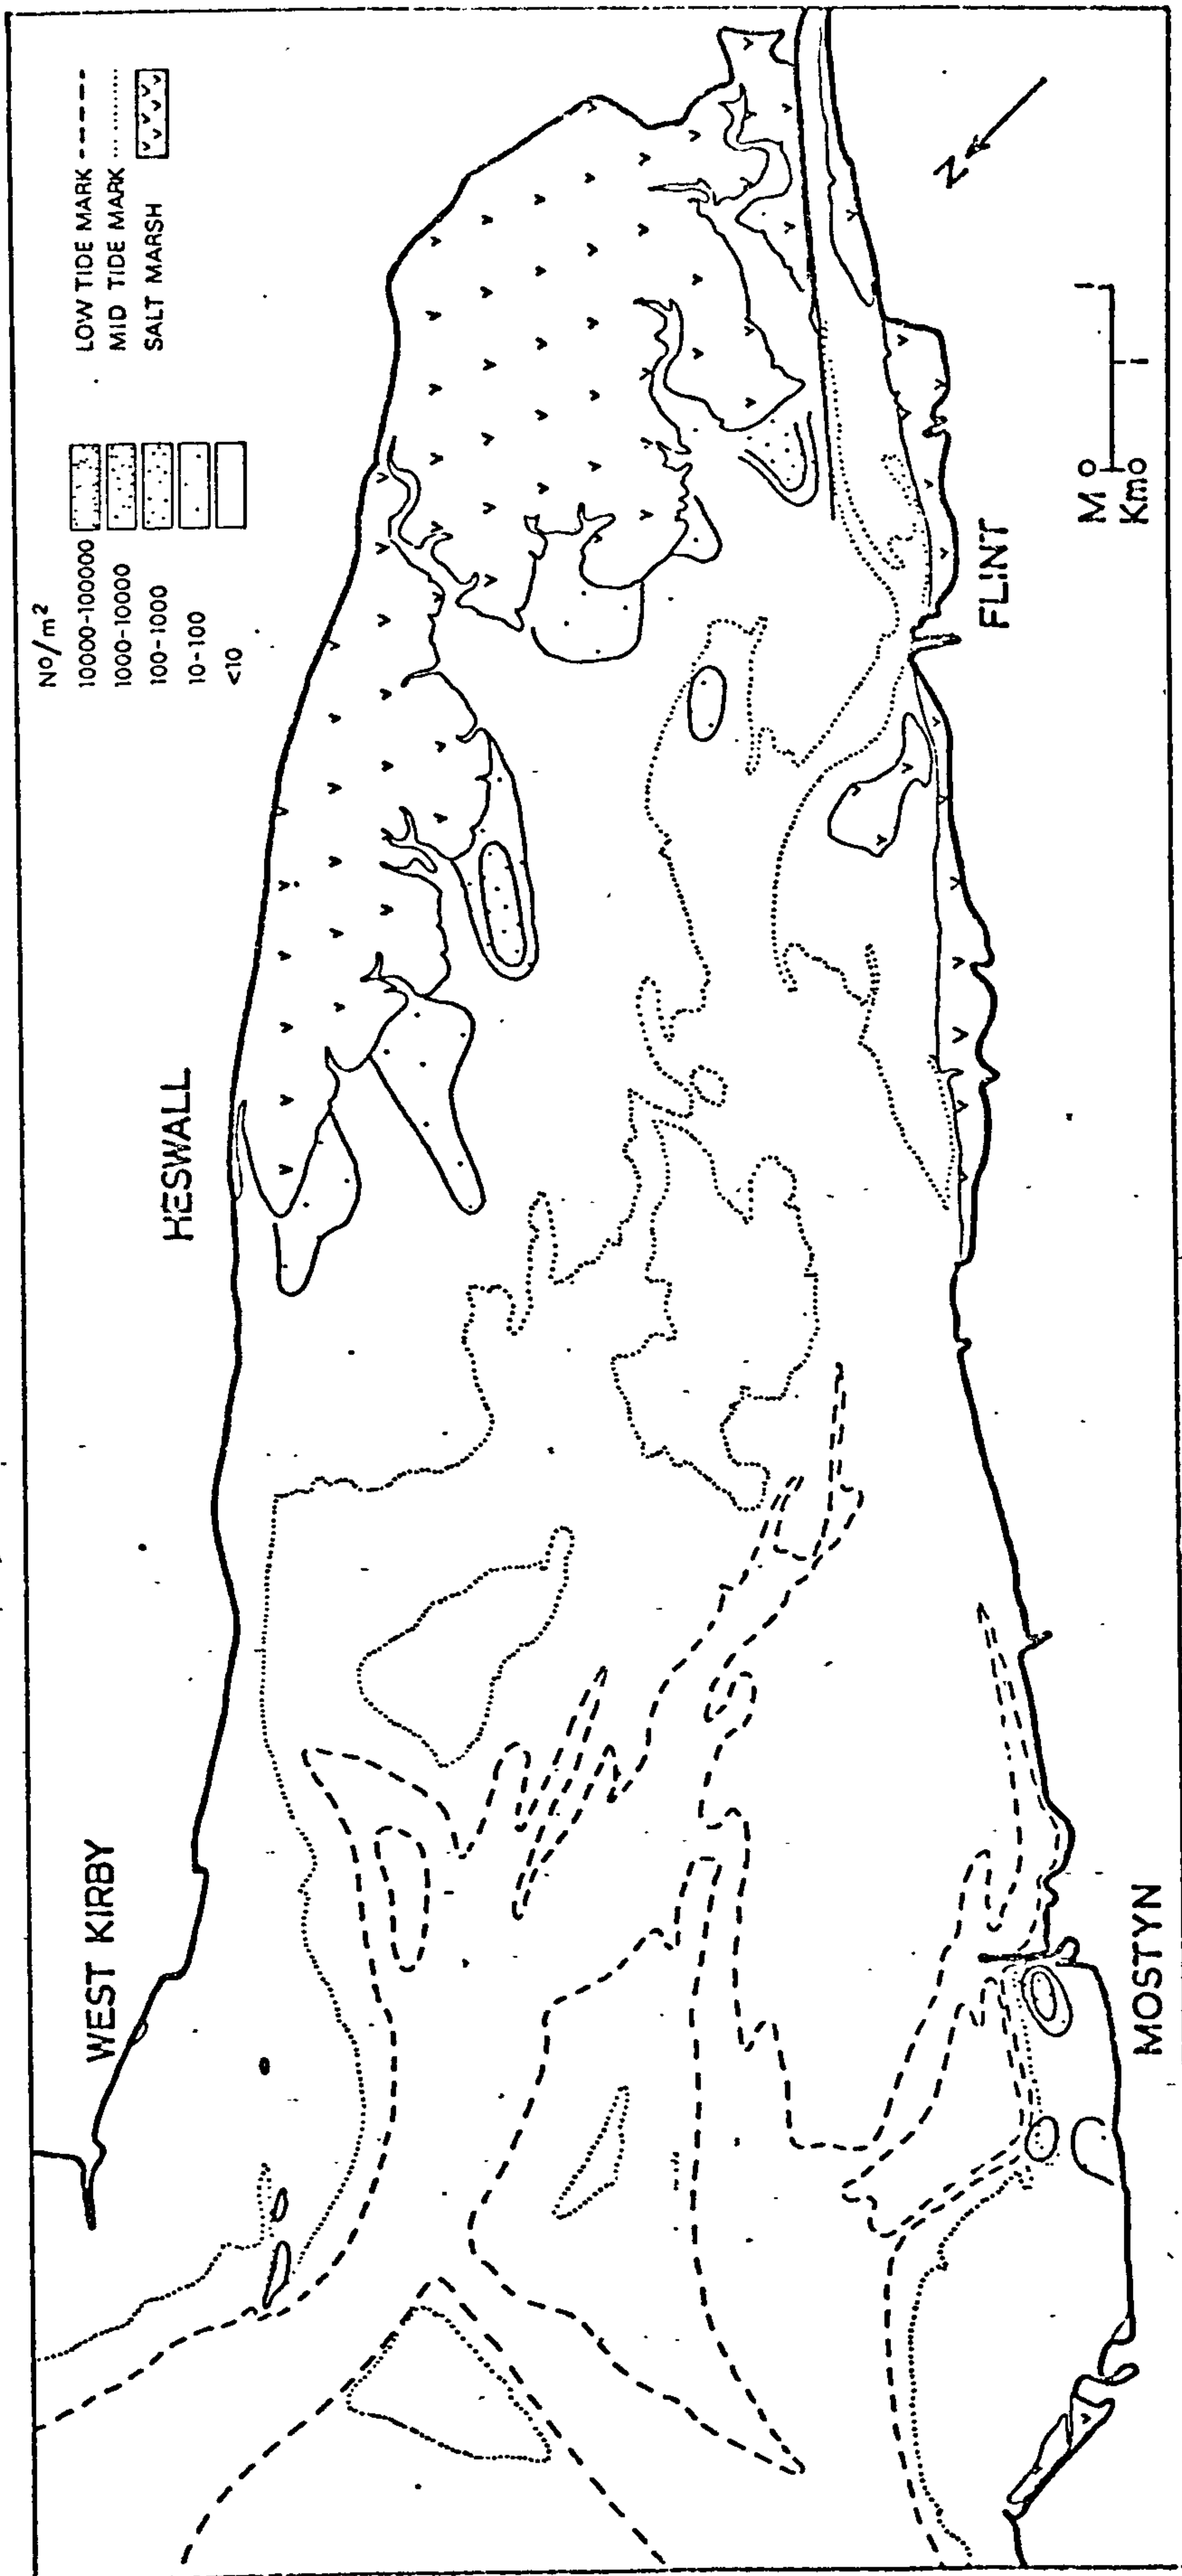 Nº/m²
10000-100000
1000-10000
100-1000
10-100
<10
LOW TIDE MARK
MID TIDE MARK
SALT MARSH
WEST KIRBY
HESWALL
FLINT
MOSTYN
N
M 0 1
Km 0 1